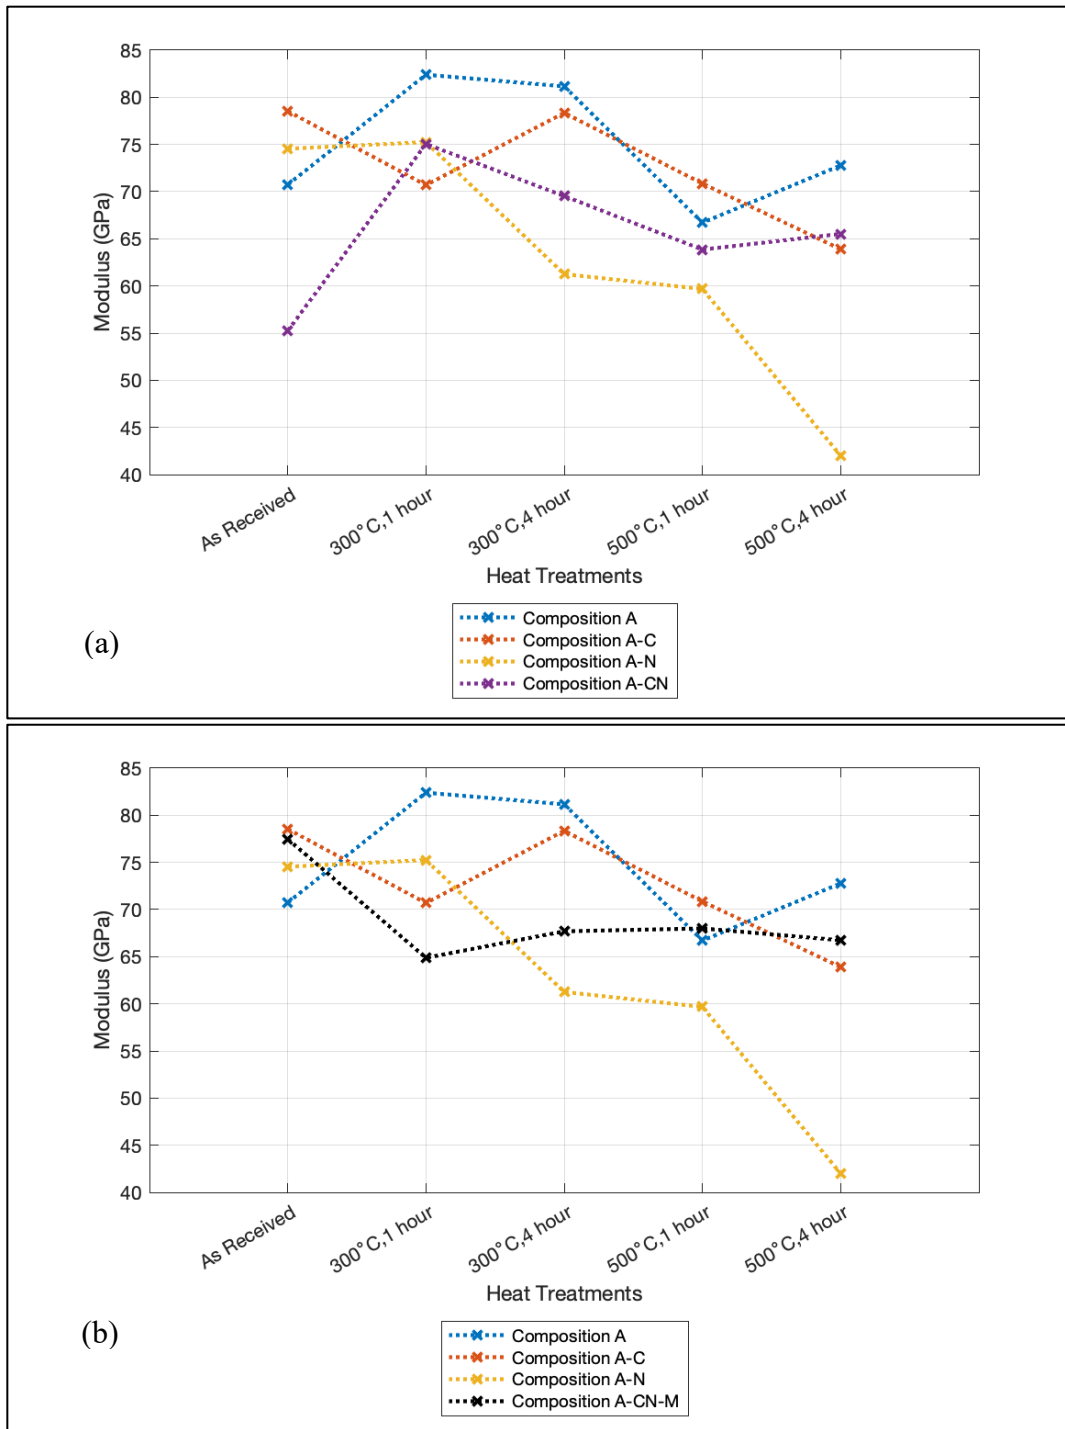 85
80
75
70
65
60
55
50
45
40
Modulus (GPa)
As Received
300°C,1 hour
300°C,4 hour
500°C,1 hour
500°C,4 hour
Heat Treatments
(a)
Composition A
Composition A-C
Composition A-N
Composition A-CN
85
80
75
70
65
60
55
50
45
40
Modulus (GPa)
As Received
300°C,1 hour
300°C,4 hour
500°C,1 hour
500°C,4 hour
Heat Treatments
(b)
Composition A
Composition A-C
Composition A-N
Composition A-CN-M